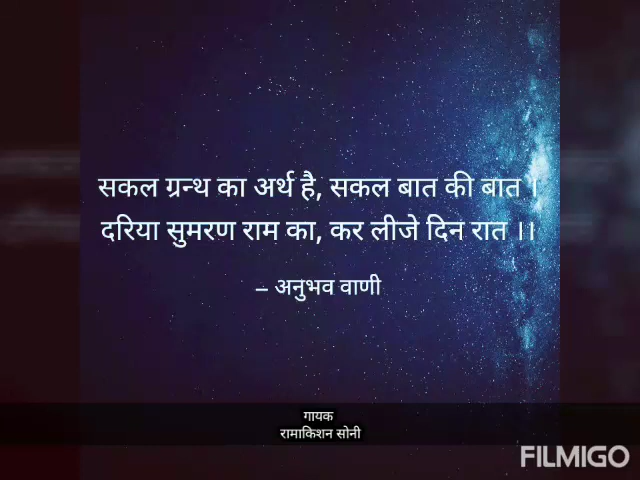 सकल ग्रन्थ का अर्थ है, सकल बात की बात ।
दरिया सुमरण राम का, कर लीजे दिन रात ।।
– अनुभव वाणी
गायक
रामाकिशन सोनी
FILMIGO